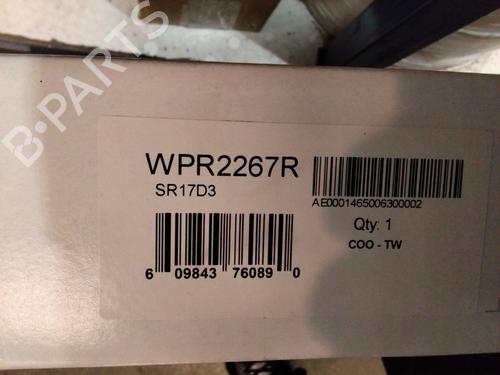 B-PARTS
WPR2267R
SR17D3
AE0001465006300002
Qty: 1
COO - TW
6 09843 76089 0